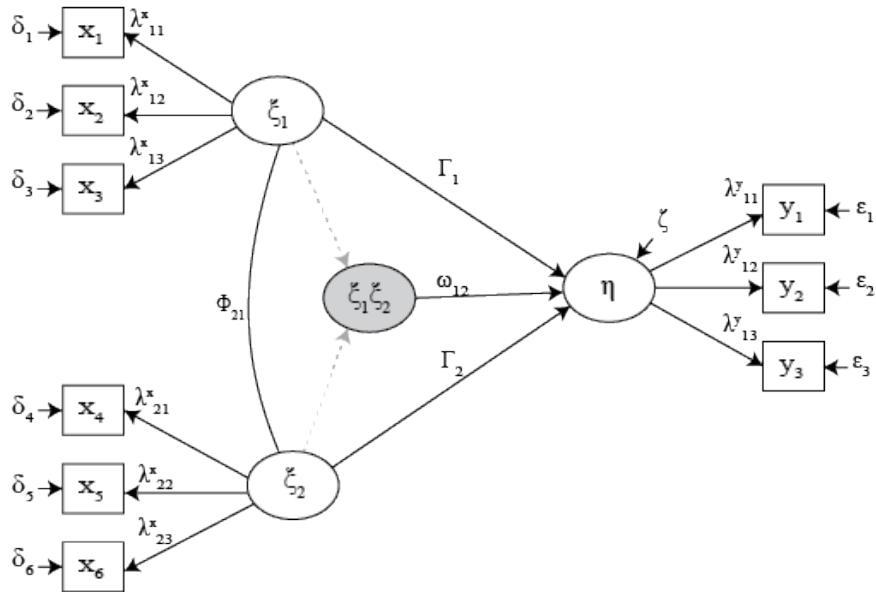 δ₁ x₁ λˣ₁₁
δ₂ x₂ λˣ₁₂
δ₃ x₃ λˣ₁₃
ξ₁
Γ₁
ξ₁ξ₂
ω₁₂
Φ₂₁
Γ₂
ζ
η
λʸ₁₁ y₁ ε₁
λʸ₁₂ y₂ ε₂
λʸ₁₃ y₃ ε₃
δ₄ x₄ λˣ₂₁
δ₅ x₅ λˣ₂₂
δ₆ x₆ λˣ₂₃
ξ₂